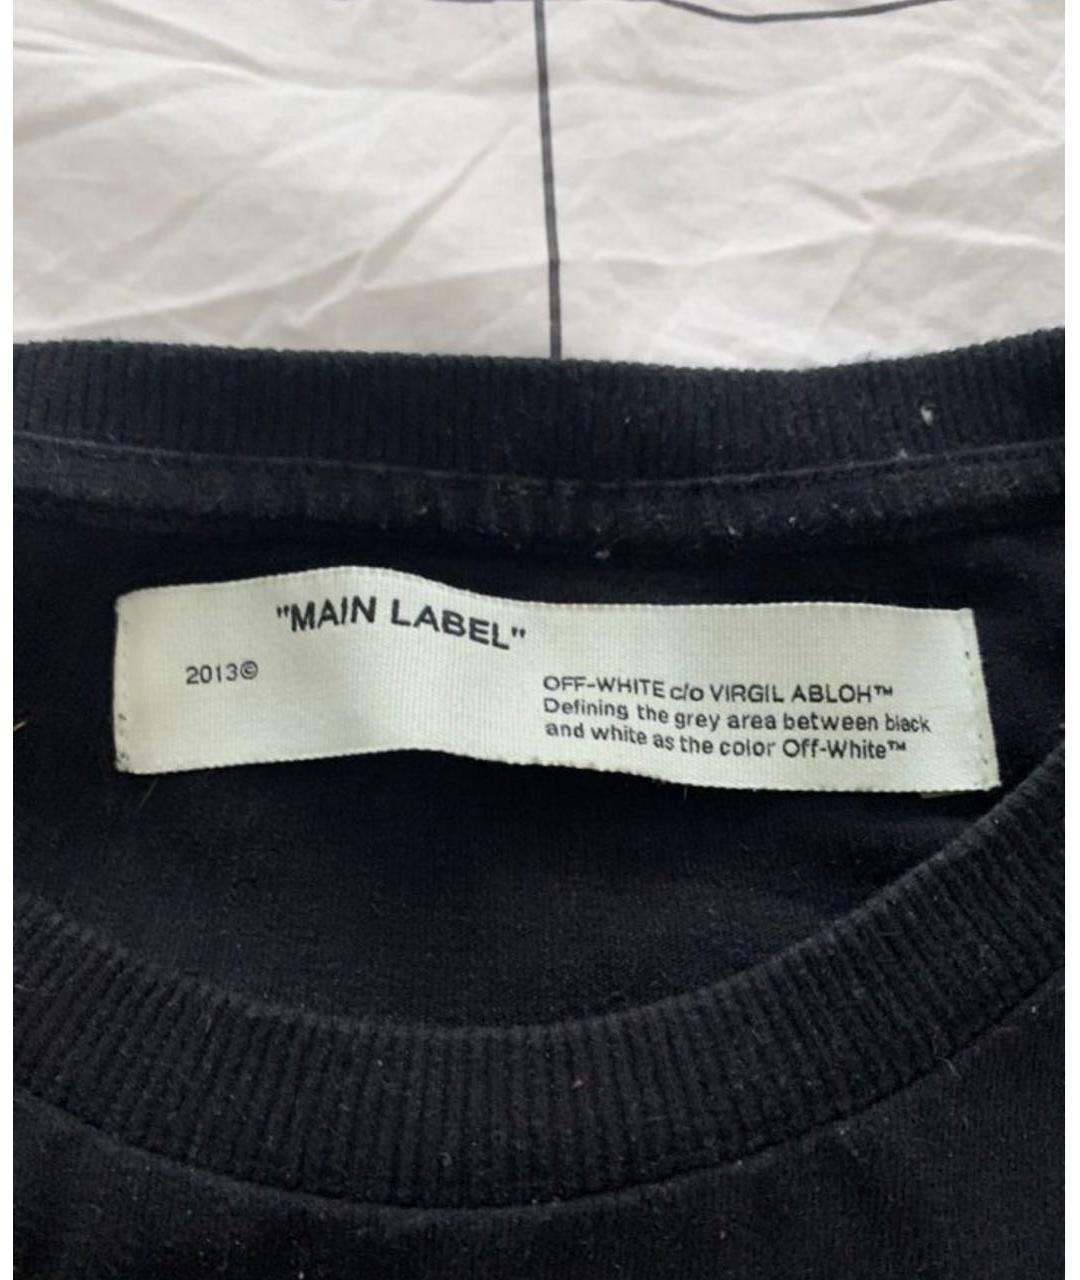 "MAIN LABEL"
2013©
OFF-WHITE c/o VIRGIL ABLOH™
Defining the grey area between black
and white as the color Off-White™